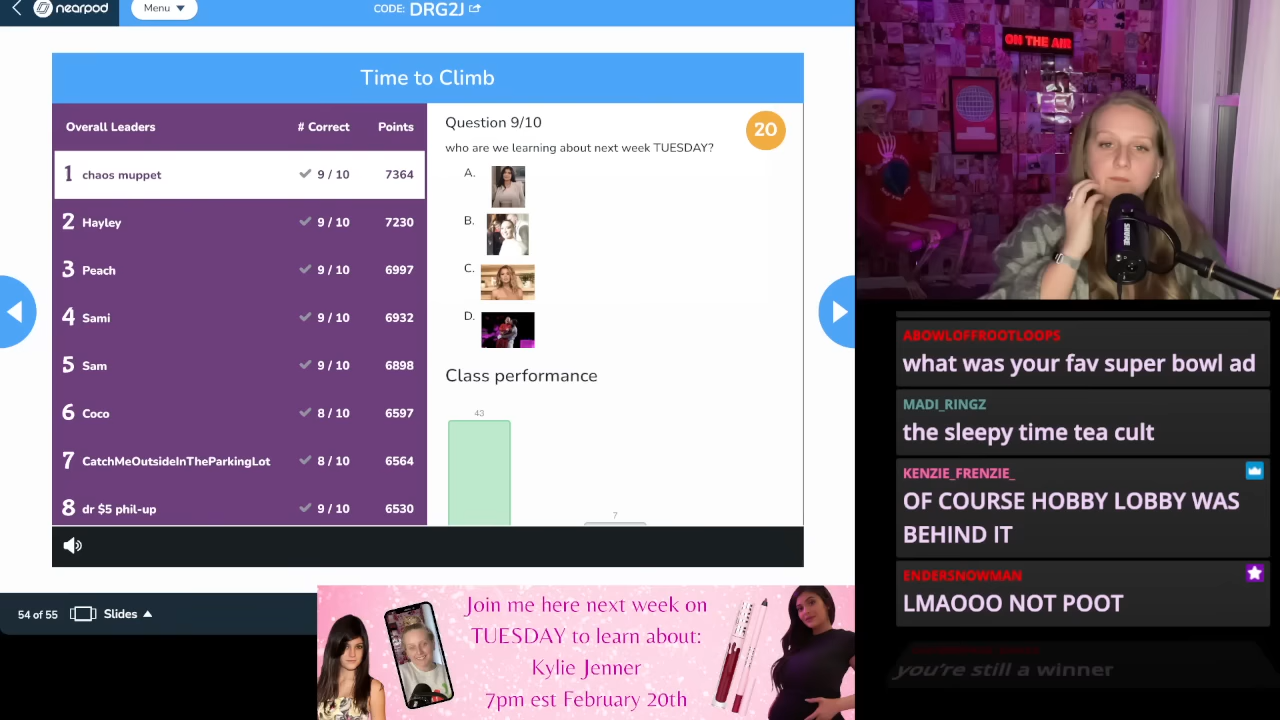 nearpod
Menu
CODE: DRG2J
Time to Climb
Overall Leaders # Correct Points
1 chaos muppet 9 / 10 7364
2 Hayley 9 / 10 7230
3 Peach 9 / 10 6997
4 Sami 9 / 10 6932
5 Sam 9 / 10 6898
6 Coco 8 / 10 6597
7 CatchMeOutsideInTheParkingLot 8 / 10 6564
8 dr $5 phil-up 9 / 10 6530
Question 9/10
20
who are we learning about next week TUESDAY?
A.
B.
C.
D.
Class performance
43
7
54 of 55
Slides
Join me here next week on
TUESDAY to learn about:
Kylie Jenner
7pm est February 20th
ON THE AIR
SHURE
ABOWLOFFROOTLOOPS
what was your fav super bowl ad
MADI_RINGZ
the sleepy time tea cult
KENZIE_FRENZIE_
OF COURSE HOBBY LOBBY WAS
BEHIND IT
ENDERSNOWMAN
LMAOOO NOT POOT
you're still a winner